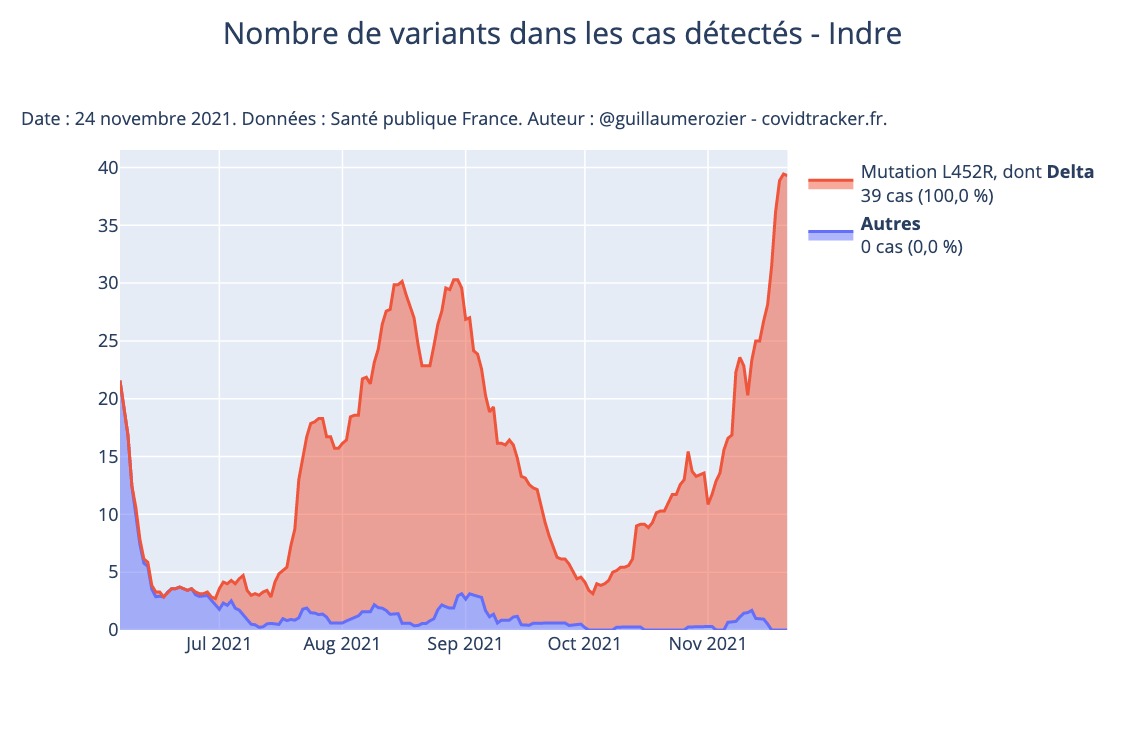 Nombre de variants dans les cas détectés - Indre
Date : 24 novembre 2021. Données : Santé publique France. Auteur : @guillaumerozier - covidtracker.fr.
40
35
30
25
20
15
10
5
0
Jul 2021
Aug 2021
Sep 2021
Oct 2021
Nov 2021
Mutation L452R, dont Delta
39 cas (100,0 %)
Autres
0 cas (0,0 %)